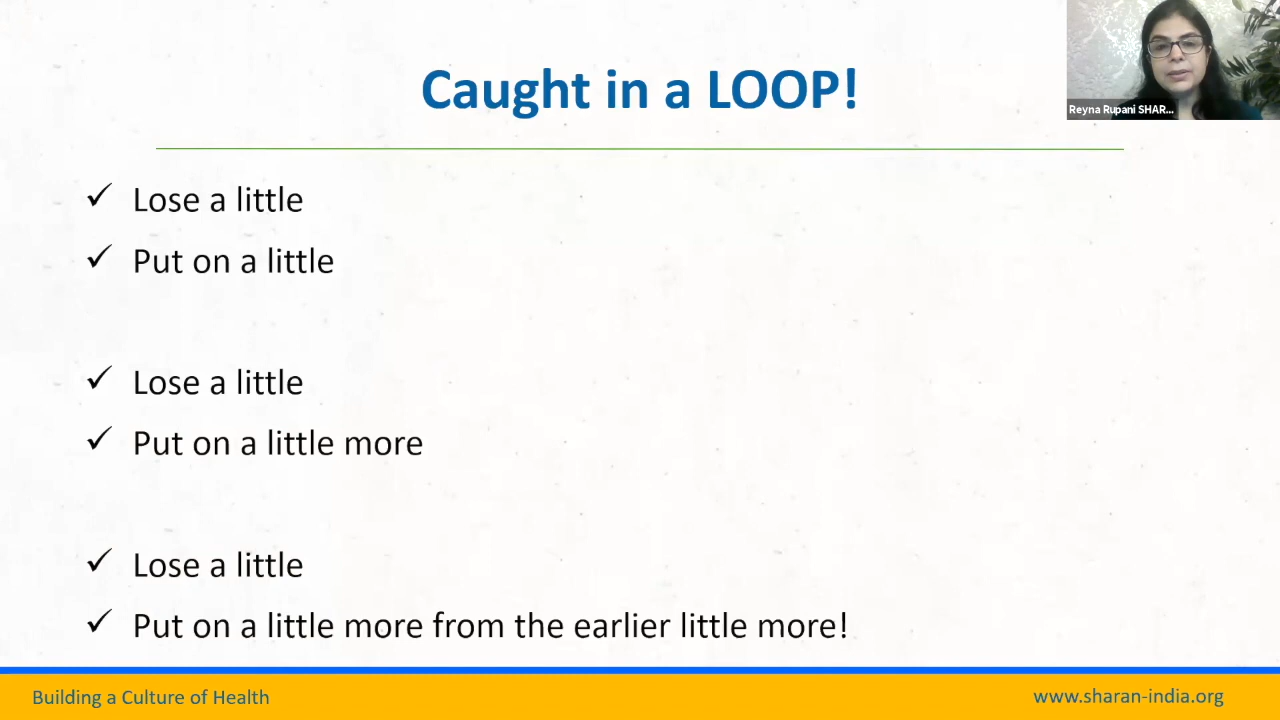 Caught in a LOOP!
Reyna Rupani SHAR...
✓ Lose a little
✓ Put on a little
✓ Lose a little
✓ Put on a little more
✓ Lose a little
✓ Put on a little more from the earlier little more!
Building a Culture of Health
www.sharan-india.org